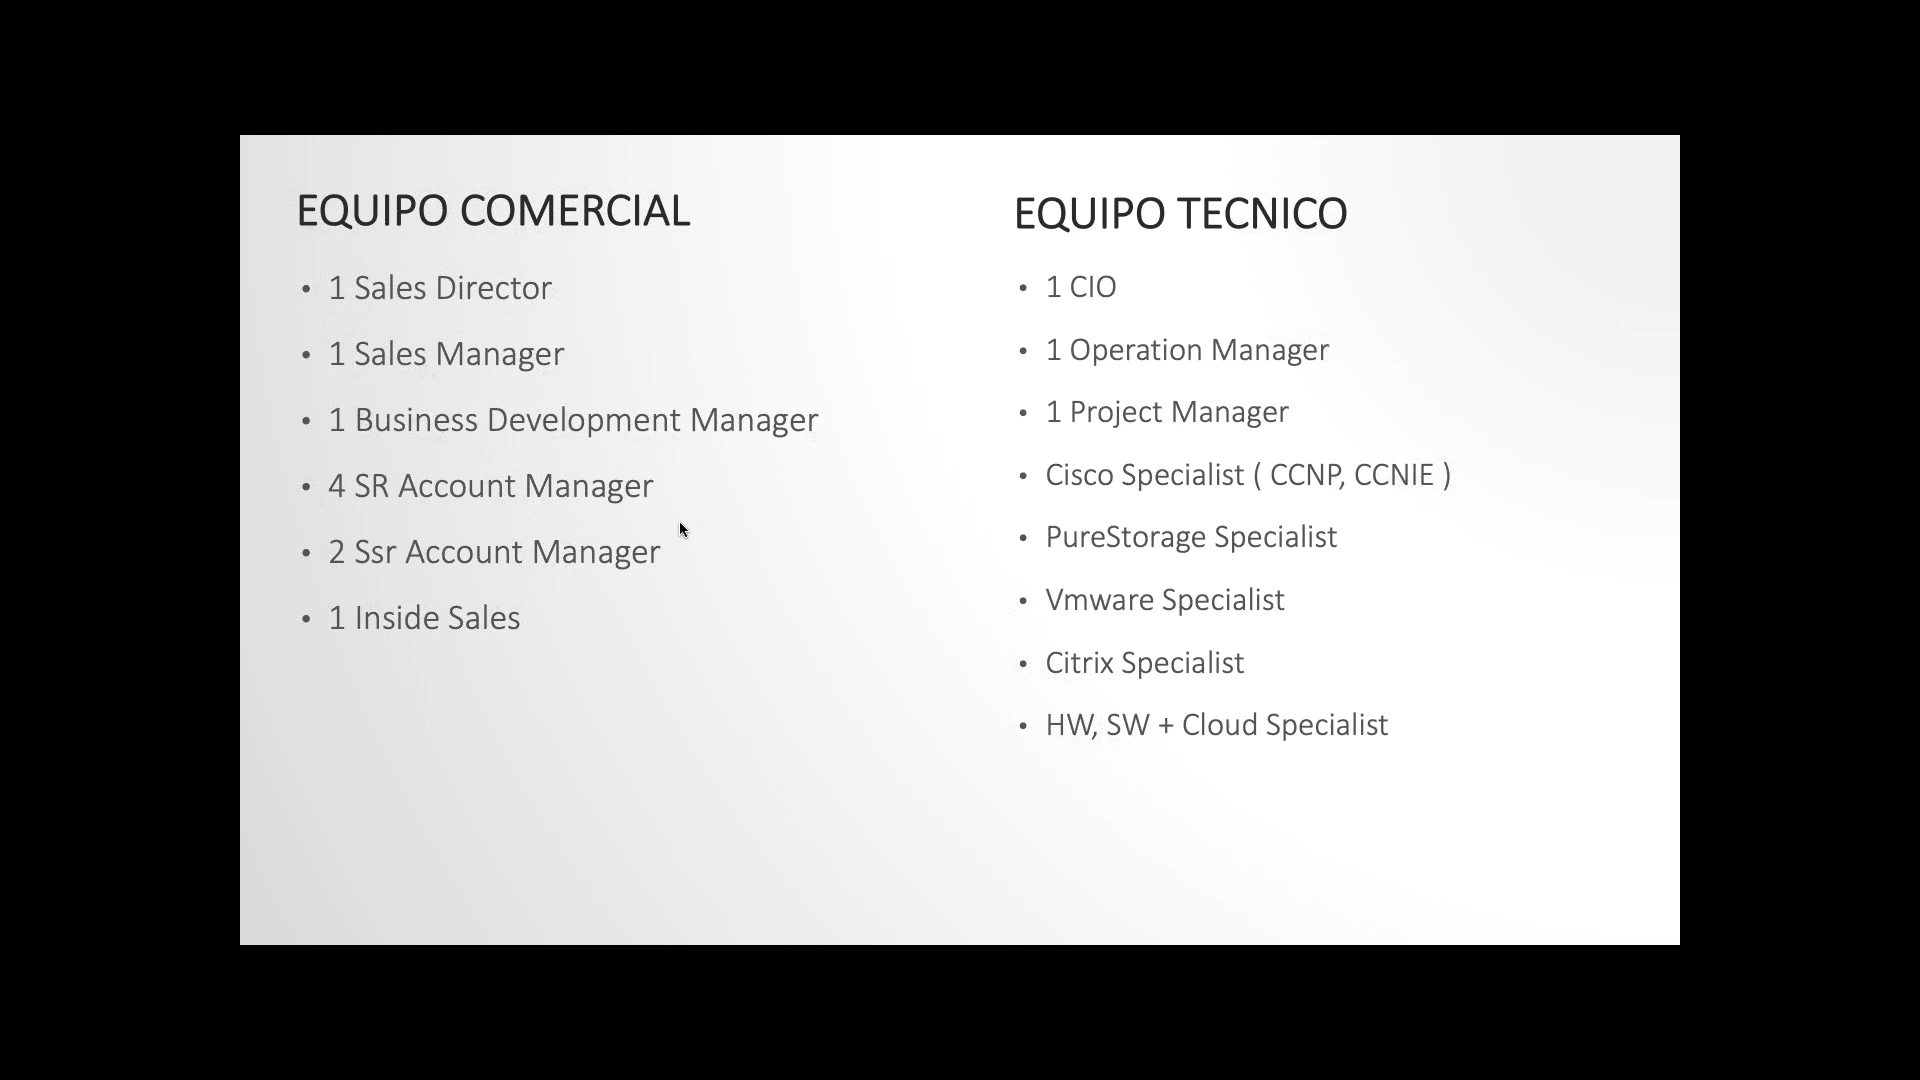 EQUIPO COMERCIAL
• 1 Sales Director
• 1 Sales Manager
• 1 Business Development Manager
• 4 SR Account Manager
• 2 Ssr Account Manager
• 1 Inside Sales
EQUIPO TECNICO
• 1 CIO
• 1 Operation Manager
• 1 Project Manager
• Cisco Specialist ( CCNP, CCNIE )
• PureStorage Specialist
• Vmware Specialist
• Citrix Specialist
• HW, SW + Cloud Specialist